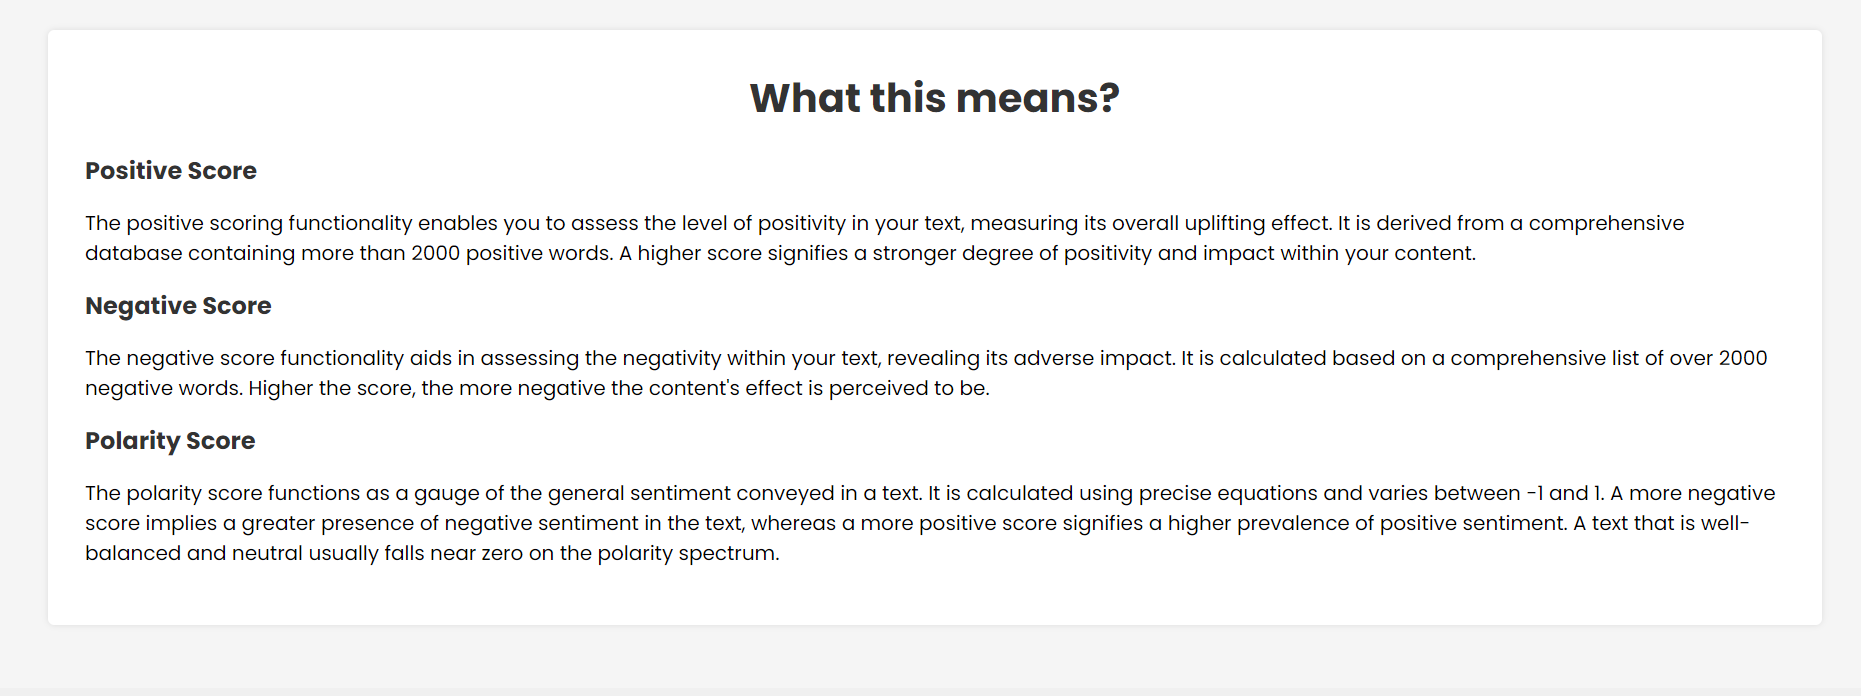 What this means?
Positive Score
The positive scoring functionality enables you to assess the level of positivity in your text, measuring its overall uplifting effect. It is derived from a comprehensive
database containing more than 2000 positive words. A higher score signifies a stronger degree of positivity and impact within your content.
Negative Score
The negative score functionality aids in assessing the negativity within your text, revealing its adverse impact. It is calculated based on a comprehensive list of over 2000
negative words. Higher the score, the more negative the content's effect is perceived to be.
Polarity Score
The polarity score functions as a gauge of the general sentiment conveyed in a text. It is calculated using precise equations and varies between -1 and 1. A more negative
score implies a greater presence of negative sentiment in the text, whereas a more positive score signifies a higher prevalence of positive sentiment. A text that is well-
balanced and neutral usually falls near zero on the polarity spectrum.